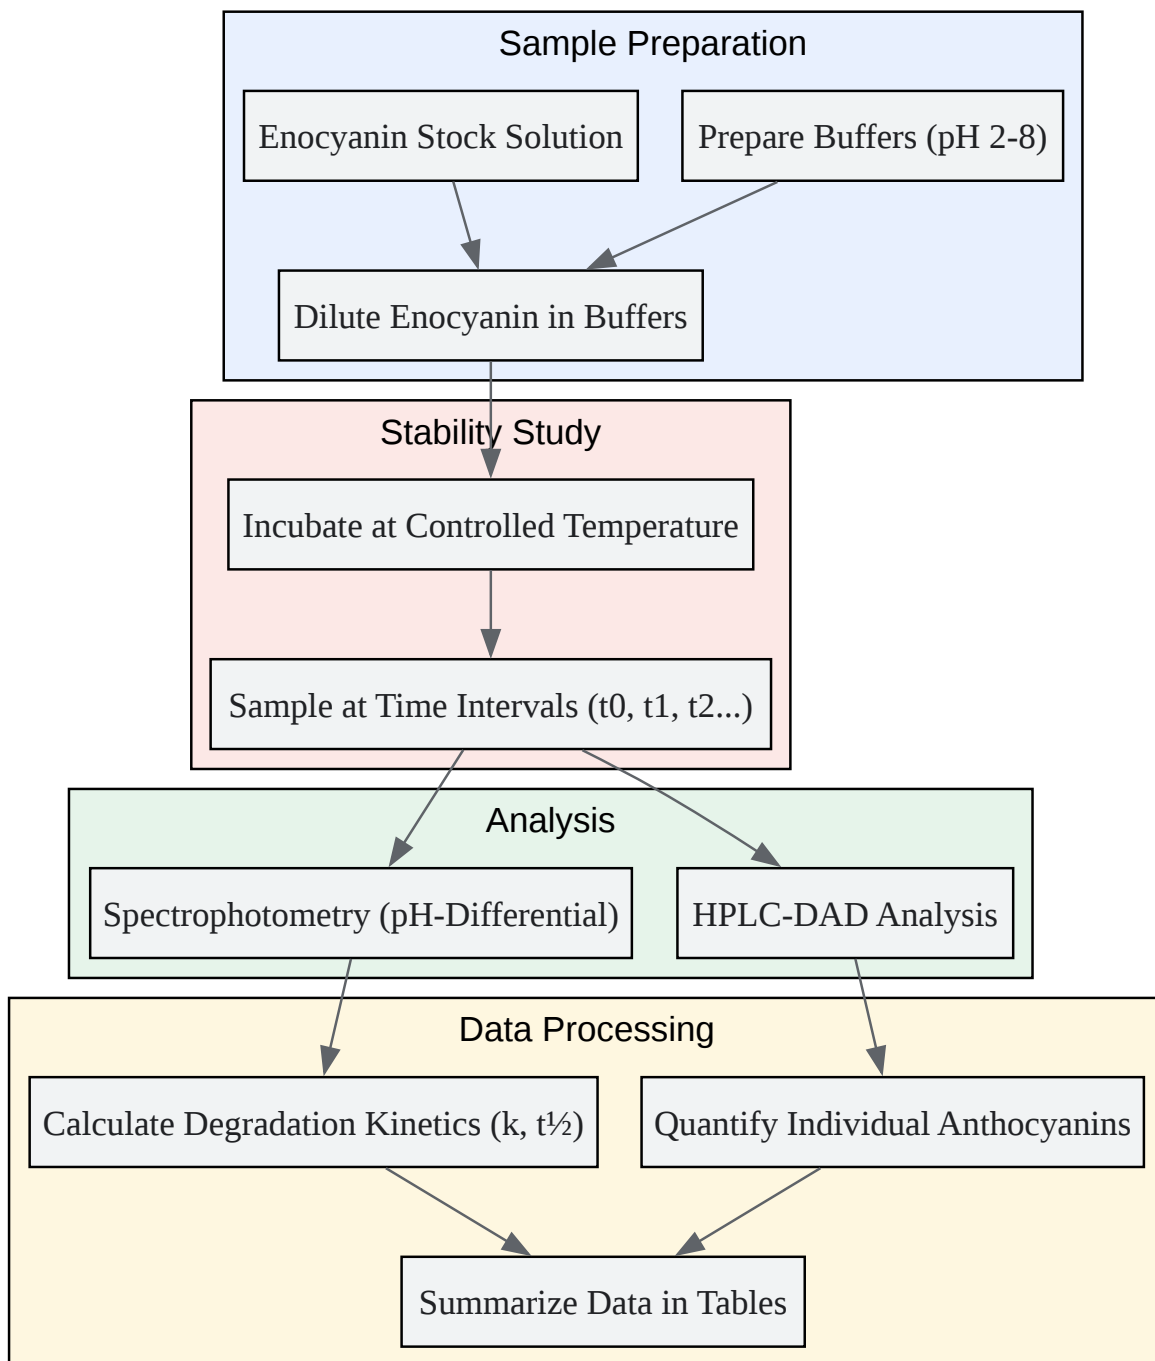 Sample Preparation
Enocyanin Stock Solution
Prepare Buffers (pH 2-8)
Dilute Enocyanin in Buffers
Stability Study
Incubate at Controlled Temperature
Sample at Time Intervals (t0, t1, t2...)
Analysis
Spectrophotometry (pH-Differential)
HPLC-DAD Analysis
Data Processing
Calculate Degradation Kinetics (k, t½)
Quantify Individual Anthocyanins
Summarize Data in Tables